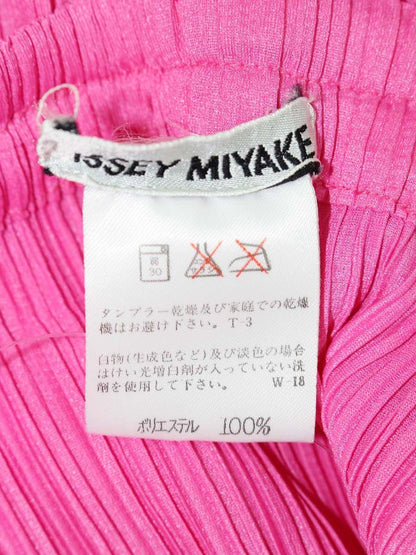 ISSEY MIYAKE
弱
30
タンブラー乾燥及び家庭での乾燥
機はお避け下さい。T-3
白物(生成色など)及び淡色の場合
はけい光増白剤が入っていない洗
剤を使用して下さい。 W-18
ポリエステル 100%